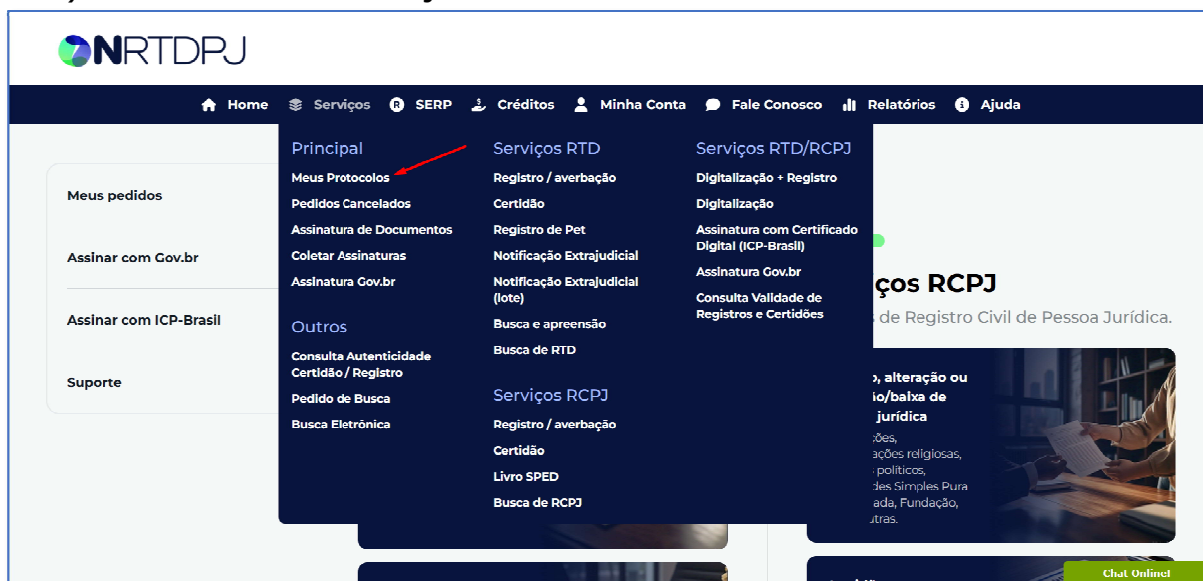 NRTDPJ
Home Serviços SERP Créditos Minha Conta Fale Conosco Relatórios Ajuda
Meus pedidos
Assinar com Gov.br
Assinar com ICP-Brasil
Suporte
Principal
Meus Protocolos
Pedidos Cancelados
Assinatura de Documentos
Coletar Assinaturas
Assinatura Gov.br
Outros
Consulta Autenticidade
Certidão / Registro
Pedido de Busca
Busca Eletrônica
Serviços RTD
Registro / averbação
Certidão
Registro de Pet
Notificação Extrajudicial
Notificação Extrajudicial
(lote)
Busca e apreensão
Busca de RTD
Serviços RCPJ
Registro / averbação
Certidão
Livro SPED
Busca de RCPJ
Serviços RTD/RCPJ
Digitalização + Registro
Digitalização
Assinatura com Certificado
Digital (ICP-Brasil)
Assinatura Gov.br
Consulta Validade de
Registros e Certidões
ços RCPJ
de Registro Civil de Pessoa Jurídica.
o, alteração ou
ão/baixa de
jurídica
ções,
ações religiosas,
políticos,
des Simples Pura
ada, Fundação,
utras.
Chat Online!